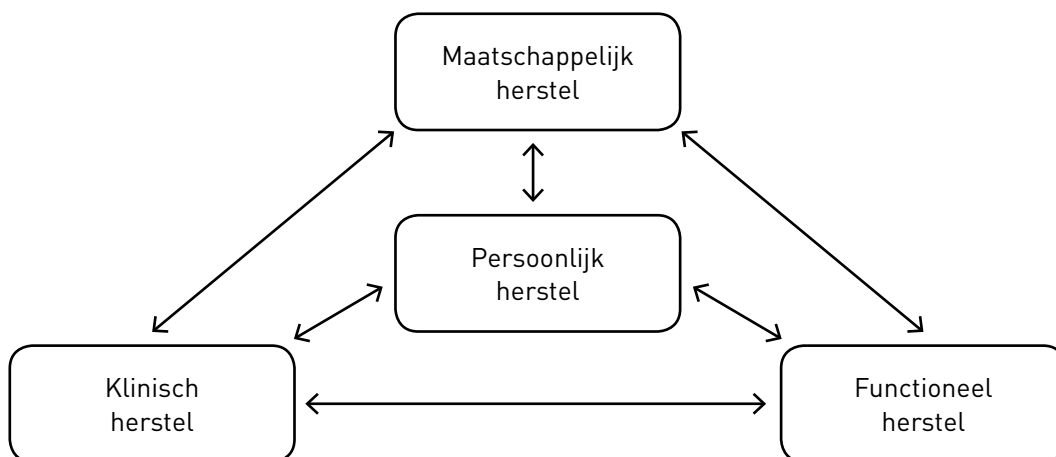 Maatschappelijk
herstel
Persoonlijk
herstel
Klinisch
herstel
Functioneel
herstel